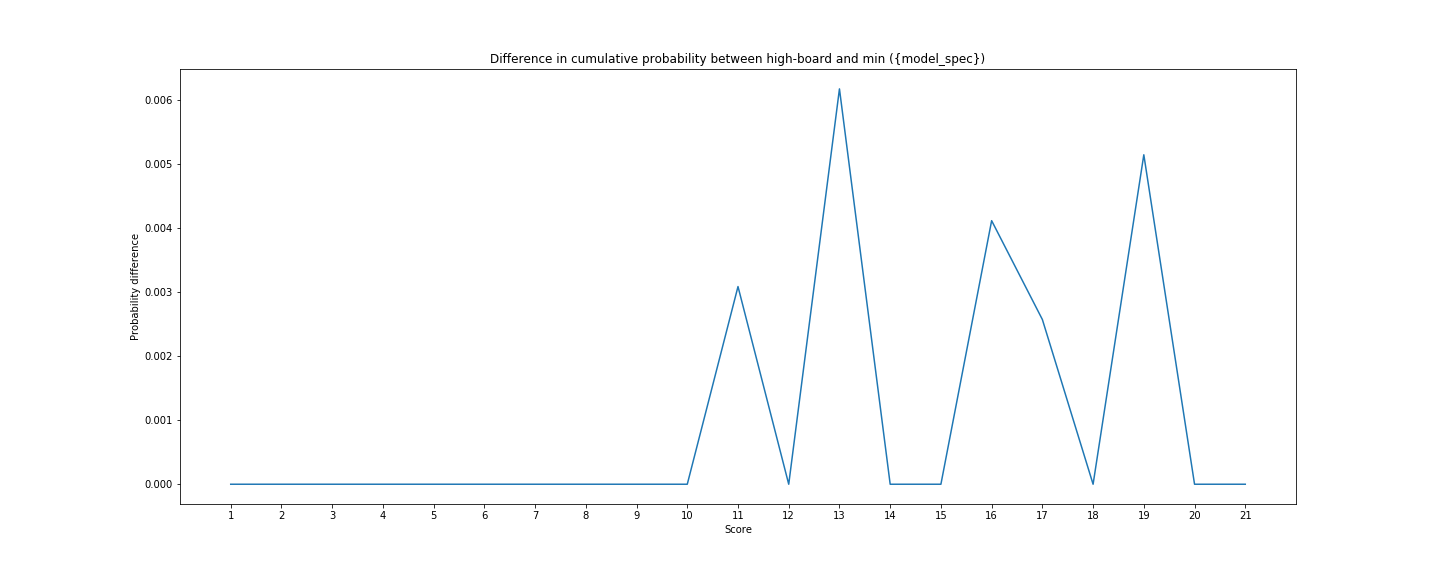 Difference in cumulative probability between high-board and min ({model_spec})
0.006
0.005
0.004
0.003
0.002
0.001
0.000
Probability difference
1 2 3 4 5 6 7 8 9 10 11 12 13 14 15 16 17 18 19 20 21
Score